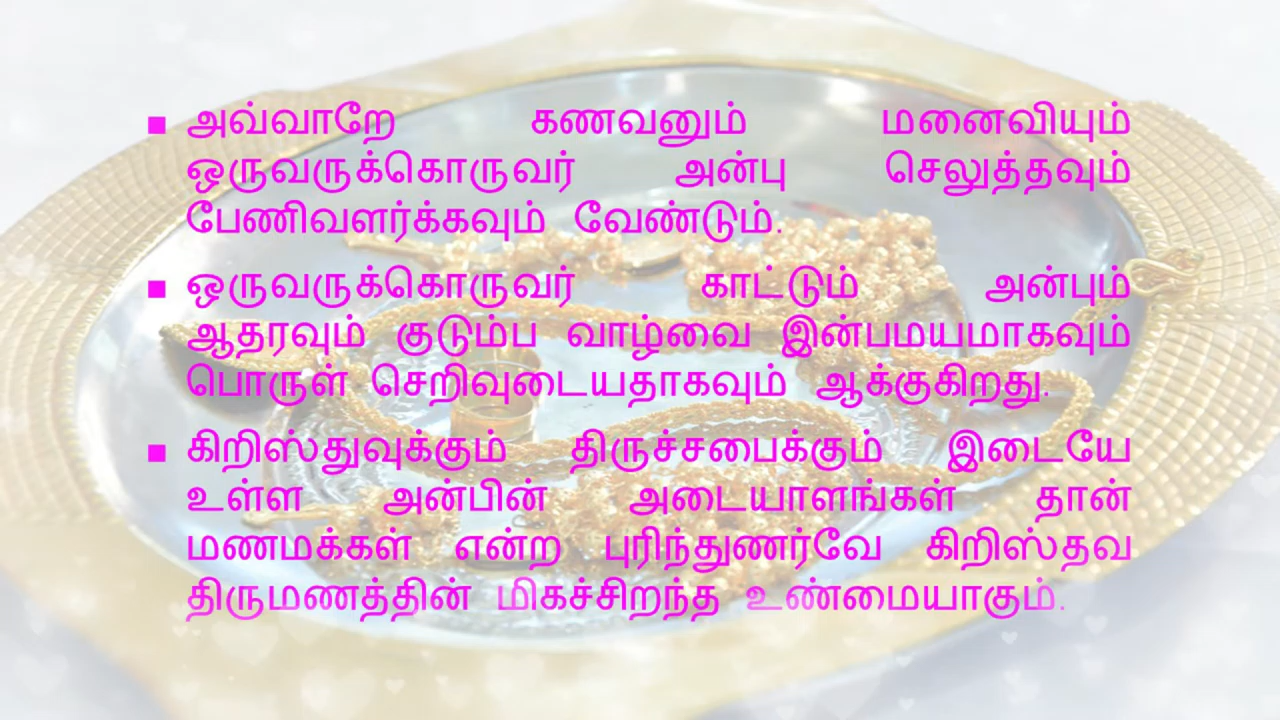 ▪ அவ்வாறே கணவனும் மனைவியும்
ஒருவருக்கொருவர் அன்பு செலுத்தவும்
பேணிவளர்க்கவும் வேண்டும்.
▪ ஒருவருக்கொருவர் காட்டும் அன்பும்
ஆதரவும் குடும்ப வாழ்வை இன்பமயமாகவும்
பொருள் செறிவுடையதாகவும் ஆக்குகிறது.
▪ கிறிஸ்துவுக்கும் திருச்சபைக்கும் இடையே
உள்ள அன்பின் அடையாளங்கள் தான்
மணமக்கள் என்ற புரிந்துணர்வே கிறிஸ்தவ
திருமணத்தின் மிகச்சிறந்த உண்மையாகும்.